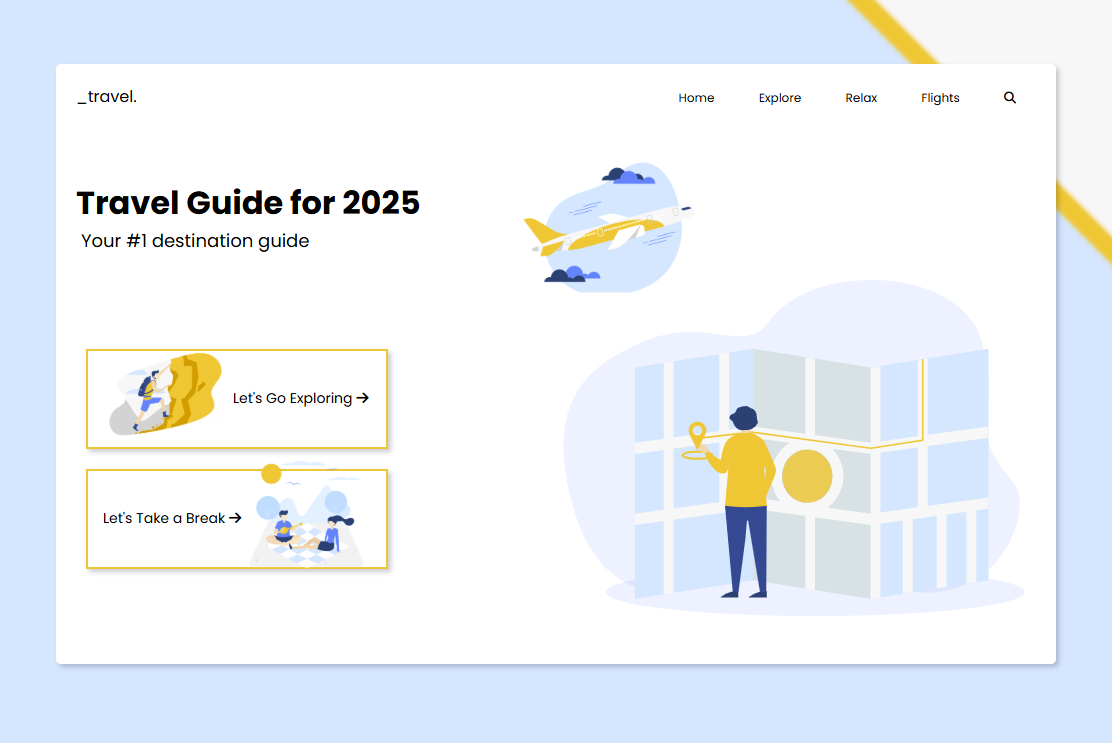 _travel.
Home Explore Relax Flights
Travel Guide for 2025
Your #1 destination guide
Let's Go Exploring
Let's Take a Break